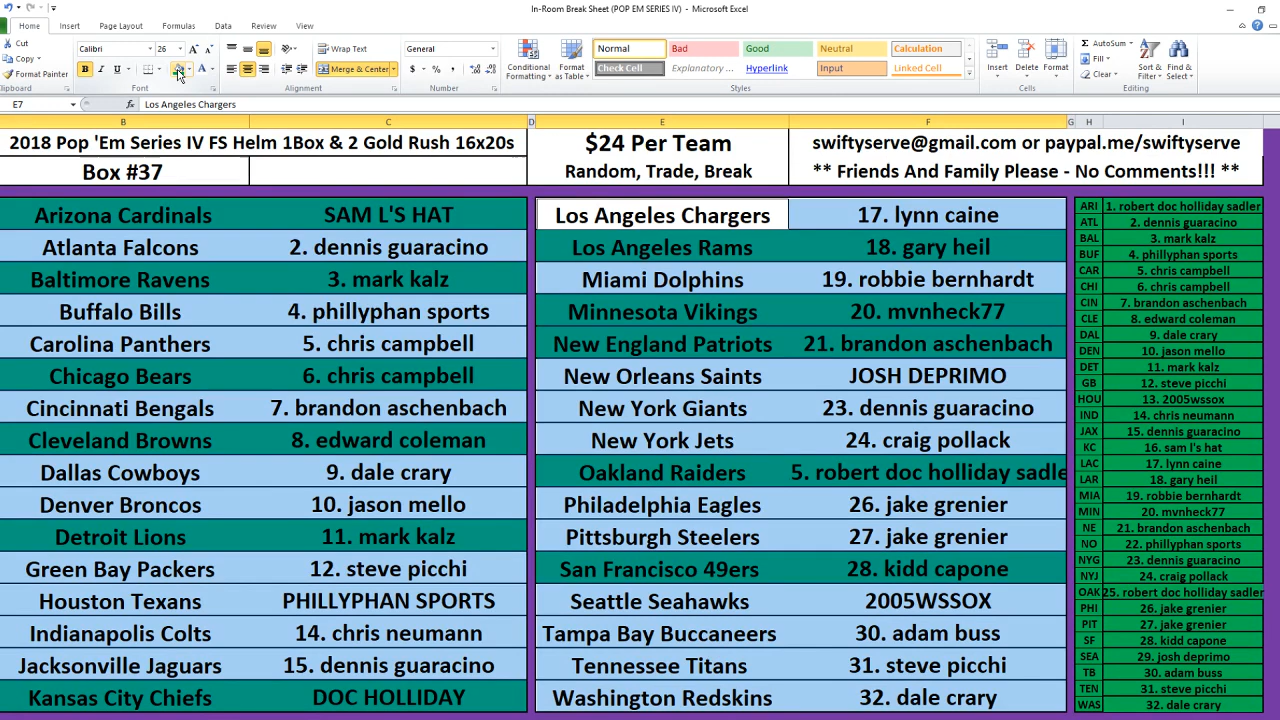 In-Room Break Sheet (POP EM SERIES IV) - Microsoft Excel
Home Insert Page Layout Formulas Data Review View
Cut
Copy
Format Painter
Clipboard
Calibri 26
Font
Wrap Text
Merge & Center
Alignment
General
Number
Conditional Formatting
Format as Table
Normal Bad Good Neutral Calculation
Check Cell Explanatory ... Hyperlink Input Linked Cell
Styles
Insert Delete Format
Cells
AutoSum
Fill
Clear
Sort & Filter
Find & Select
Editing
E7 fx Los Angeles Chargers
B C D E F G H I
2018 Pop 'Em Series IV FS Helm 1Box & 2 Gold Rush 16x20s
Box #37
$24 Per Team
Random, Trade, Break
swiftyserve@gmail.com or paypal.me/swiftyserve
** Friends And Family Please - No Comments!!! **
Arizona Cardinals SAM L'S HAT
Atlanta Falcons 2. dennis guaracino
Baltimore Ravens 3. mark kalz
Buffalo Bills 4. phillyphan sports
Carolina Panthers 5. chris campbell
Chicago Bears 6. chris campbell
Cincinnati Bengals 7. brandon aschenbach
Cleveland Browns 8. edward coleman
Dallas Cowboys 9. dale crary
Denver Broncos 10. jason mello
Detroit Lions 11. mark kalz
Green Bay Packers 12. steve picchi
Houston Texans PHILLYPHAN SPORTS
Indianapolis Colts 14. chris neumann
Jacksonville Jaguars 15. dennis guaracino
Kansas City Chiefs DOC HOLLIDAY
Los Angeles Chargers 17. lynn caine
Los Angeles Rams 18. gary heil
Miami Dolphins 19. robbie bernhardt
Minnesota Vikings 20. mvnheck77
New England Patriots 21. brandon aschenbach
New Orleans Saints JOSH DEPRIMO
New York Giants 23. dennis guaracino
New York Jets 24. craig pollack
Oakland Raiders 5. robert doc holliday sadle
Philadelphia Eagles 26. jake grenier
Pittsburgh Steelers 27. jake grenier
San Francisco 49ers 28. kidd capone
Seattle Seahawks 2005WSSOX
Tampa Bay Buccaneers 30. adam buss
Tennessee Titans 31. steve picchi
Washington Redskins 32. dale crary
ARI 1. robert doc holliday sadler
ATL 2. dennis guaracino
BAL 3. mark kalz
BUF 4. phillyphan sports
CAR 5. chris campbell
CHI 6. chris campbell
CIN 7. brandon aschenbach
CLE 8. edward coleman
DAL 9. dale crary
DEN 10. jason mello
DET 11. mark kalz
GB 12. steve picchi
HOU 13. 2005wssox
IND 14. chris neumann
JAX 15. dennis guaracino
KC 16. sam l's hat
LAC 17. lynn caine
LAR 18. gary heil
MIA 19. robbie bernhardt
MIN 20. mvnheck77
NE 21. brandon aschenbach
NO 22. phillyphan sports
NYG 23. dennis guaracino
NYJ 24. craig pollack
OAK 25. robert doc holliday sadler
PHI 26. jake grenier
PIT 27. jake grenier
SF 28. kidd capone
SEA 29. josh deprimo
TB 30. adam buss
TEN 31. steve picchi
WAS 32. dale crary